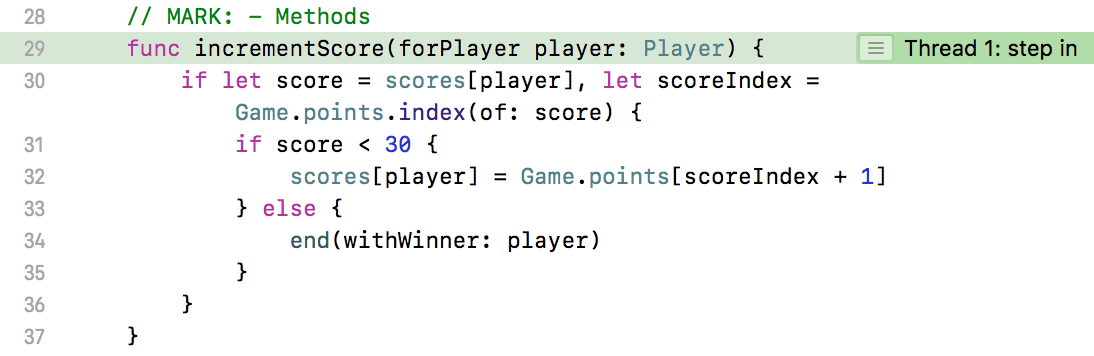 28 // MARK: - Methods
29 func incrementScore(forPlayer player: Player) { Thread 1: step in
30 if let score = scores[player], let scoreIndex =
Game.points.index(of: score) {
31 if score < 30 {
32 scores[player] = Game.points[scoreIndex + 1]
33 } else {
34 end(withWinner: player)
35 }
36 }
37 }